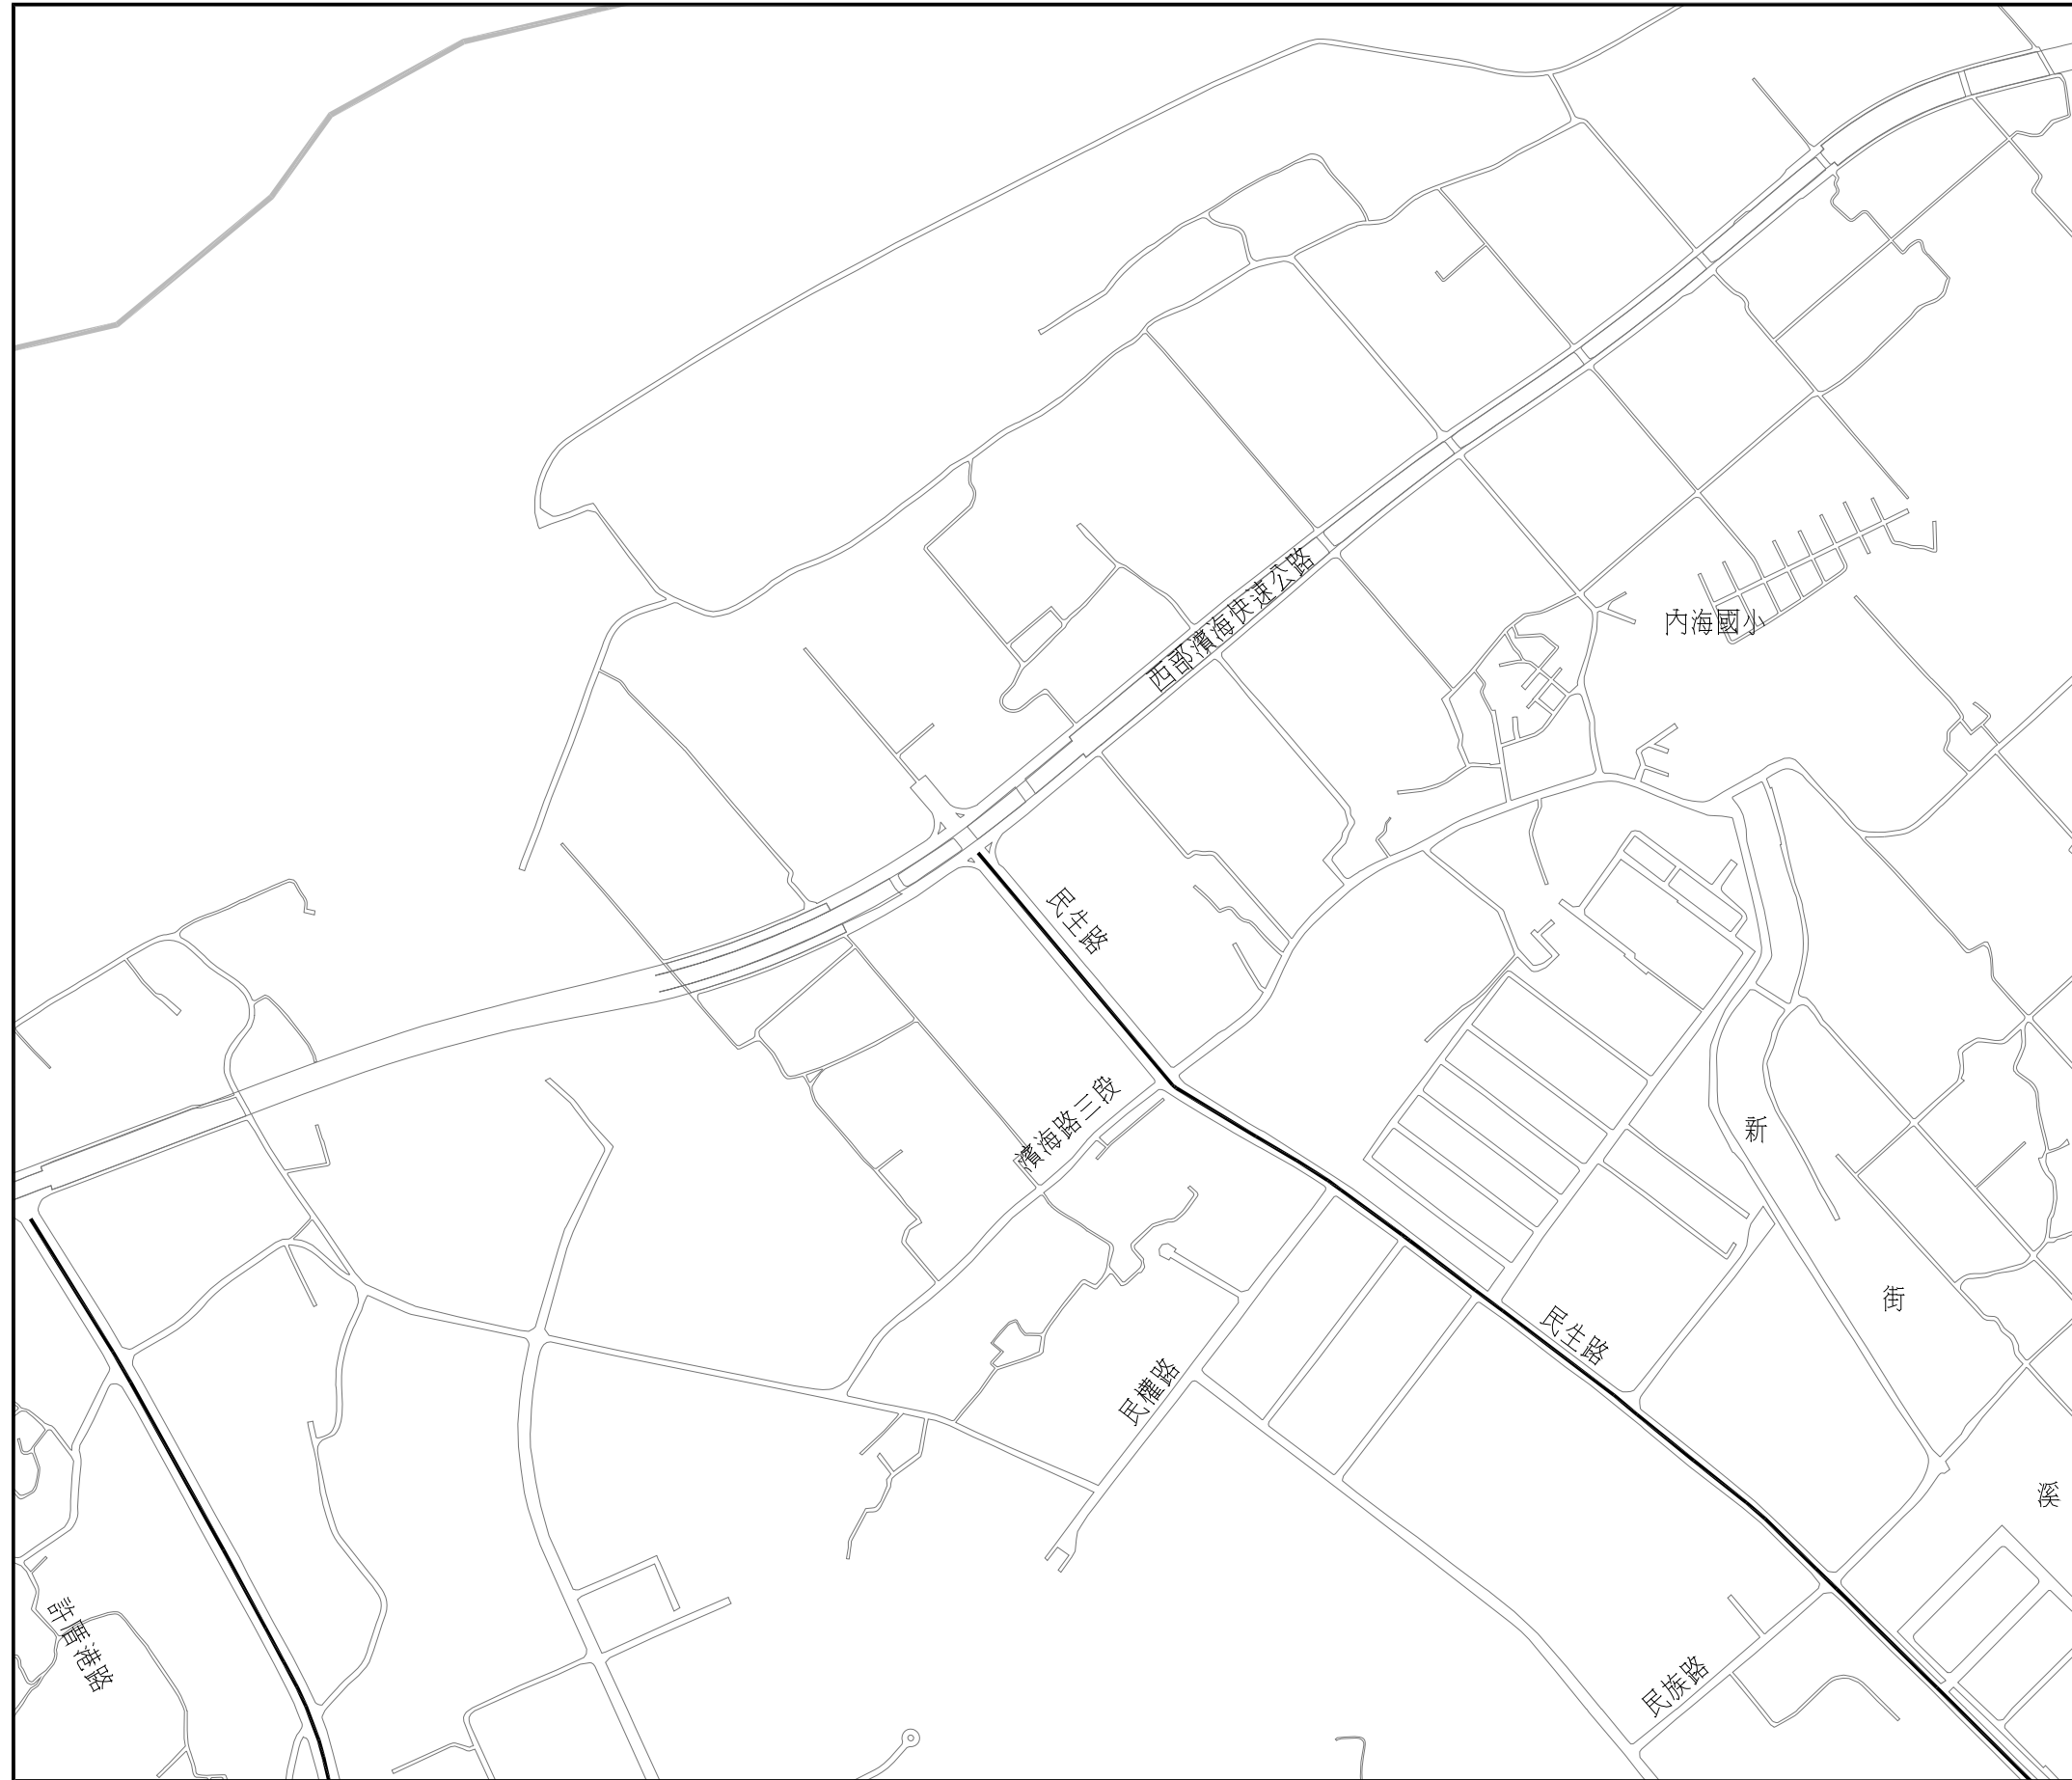 西部濱海快速公路
內海國小
民生路
濱海路三段
新
街
溪
民生路
民權路
許厝港路
民族路